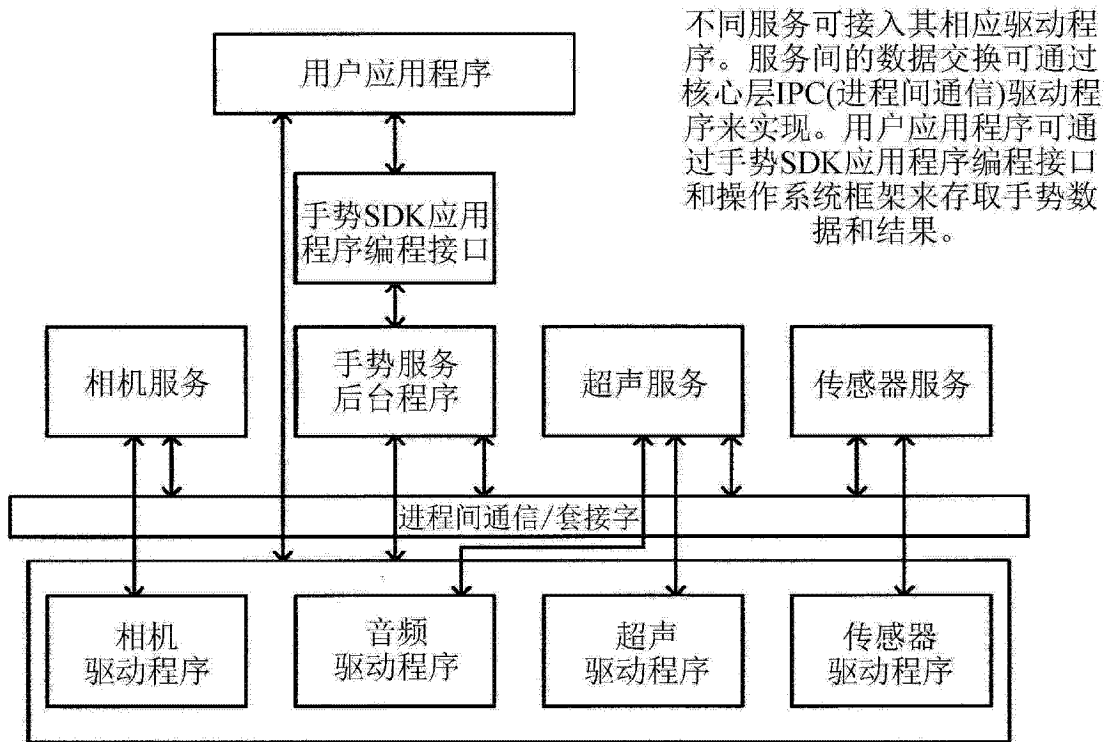 不同服务可接入其相应驱动程
序。服务间的数据交换可通过
核心层IPC(进程间通信)驱动程
序来实现。用户应用程序可通
过手势SDK应用程序编程接口
和操作系统框架来存取手势数
据和结果。
用户应用程序
手势SDK应用
程序编程接口
相机服务
手势服务
后台程序
超声服务
传感器服务
进程间通信/套接字
相机
驱动程序
音频
驱动程序
超声
驱动程序
传感器
驱动程序